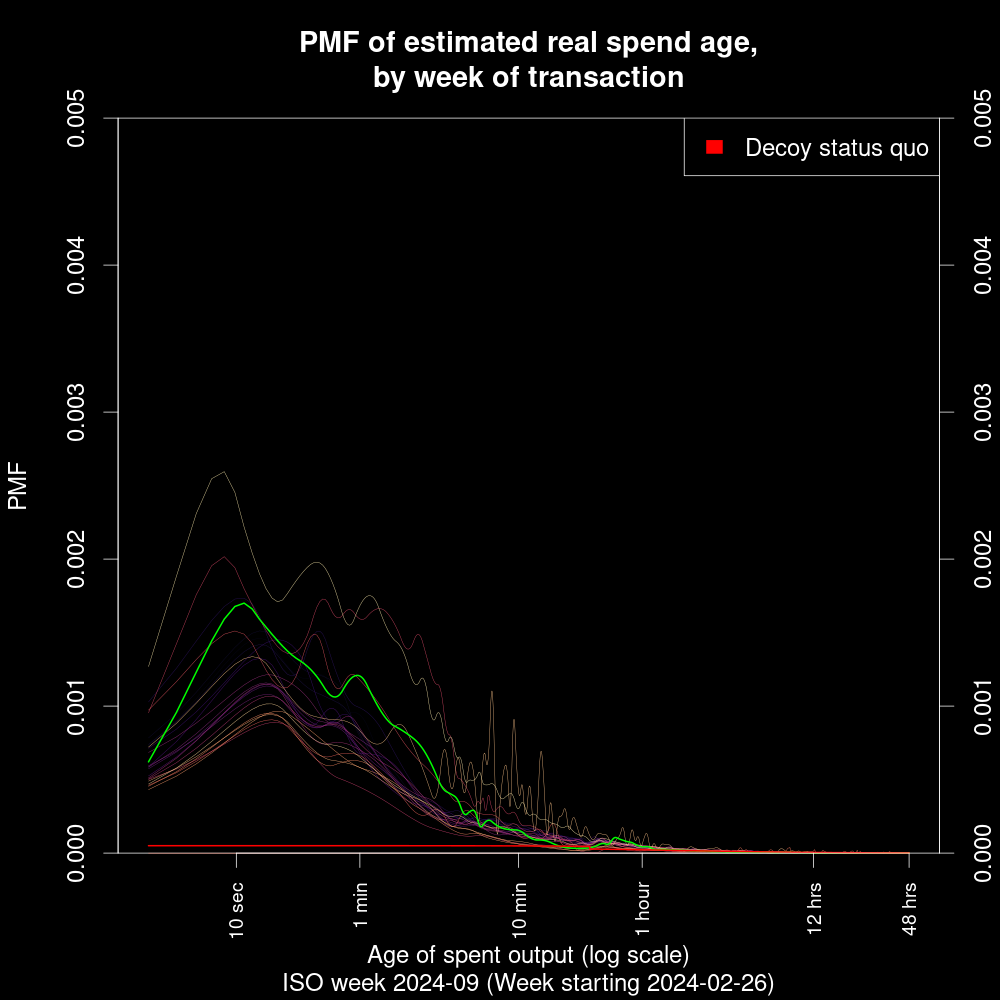 PMF of estimated real spend age,
by week of transaction
Decoy status quo
PMF
0.000
0.001
0.002
0.003
0.004
0.005
0.000
0.001
0.002
0.003
0.004
0.005
10 sec
1 min
10 min
1 hour
12 hrs
48 hrs
Age of spent output (log scale)
ISO week 2024-09 (Week starting 2024-02-26)